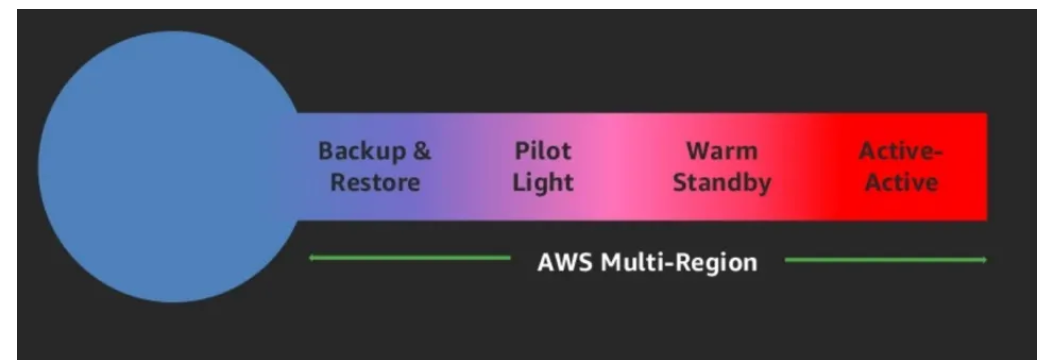 Backup &
Restore
Pilot
Light
Warm
Standby
Active-
Active
AWS Multi-Region